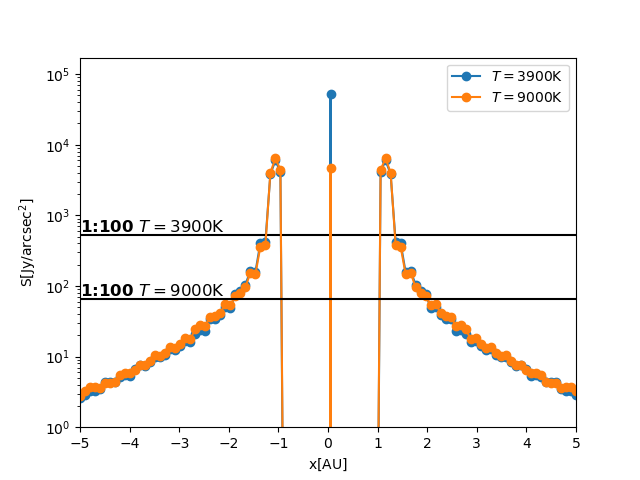 10⁵
10⁴
10³
10²
10¹
10⁰
S[Jy/arcsec²]
T = 3900K
T = 9000K
1:100 T = 3900K
1:100 T = 9000K
−5 −4 −3 −2 −1 0 1 2 3 4 5
x[AU]